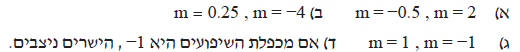 א) m = –0.5 , m = 2 ב) m = 0.25 , m = –4
ג) m = 1 , m = –1 ד) אם מכפלת השיפועים היא –1 , הישרים ניצבים.